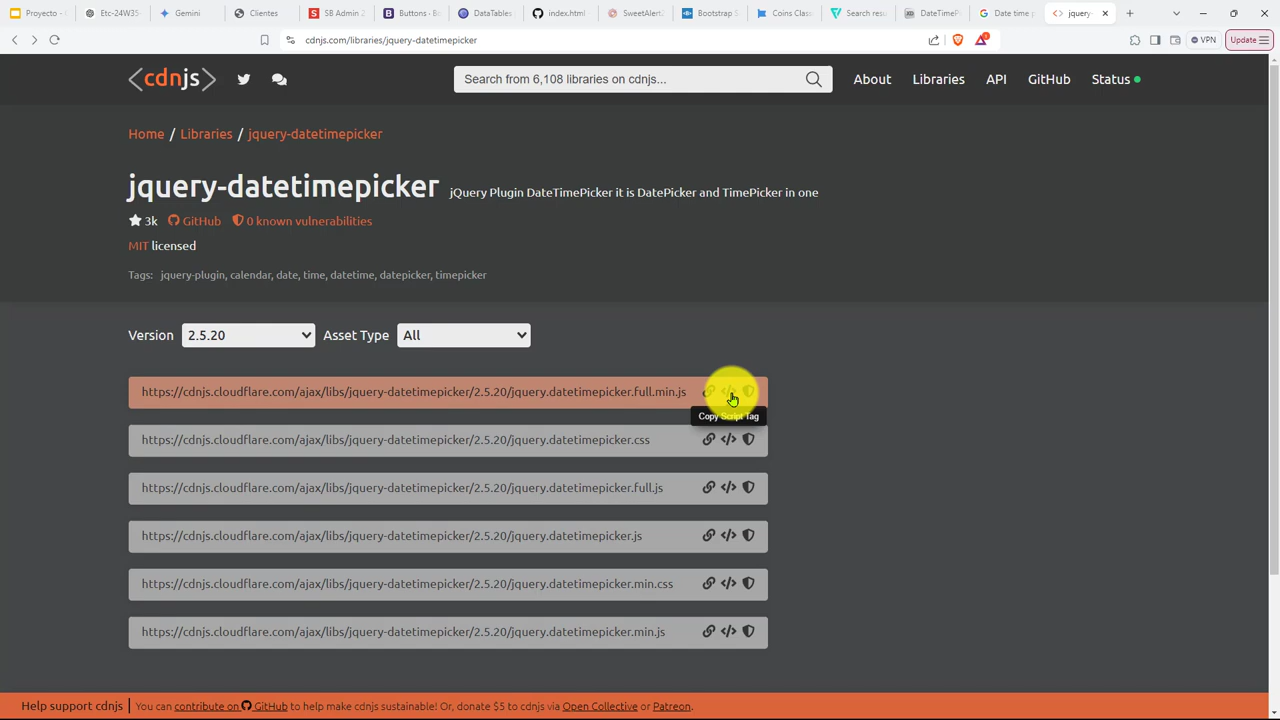 Proyecto -
Etc-24W35-
Gemini
Clientes
SB Admin 2
Buttons · Bo
DataTables
index.html
SweetAlert2
Bootstrap 5
Coins Class
Search resu
DateTimePi
Date time p
jquery-
cdnjs.com/libraries/jquery-datetimepicker
VPN
Update
<cdnjs>
Search from 6,108 libraries on cdnjs...
About
Libraries
API
GitHub
Status
Home / Libraries / jquery-datetimepicker
jquery-datetimepicker jQuery Plugin DateTimePicker it is DatePicker and TimePicker in one
3k GitHub 0 known vulnerabilities
MIT licensed
Tags: jquery-plugin, calendar, date, time, datetime, datepicker, timepicker
Version 2.5.20 Asset Type All
https://cdnjs.cloudflare.com/ajax/libs/jquery-datetimepicker/2.5.20/jquery.datetimepicker.full.min.js
Copy Script Tag
https://cdnjs.cloudflare.com/ajax/libs/jquery-datetimepicker/2.5.20/jquery.datetimepicker.css
https://cdnjs.cloudflare.com/ajax/libs/jquery-datetimepicker/2.5.20/jquery.datetimepicker.full.js
https://cdnjs.cloudflare.com/ajax/libs/jquery-datetimepicker/2.5.20/jquery.datetimepicker.js
https://cdnjs.cloudflare.com/ajax/libs/jquery-datetimepicker/2.5.20/jquery.datetimepicker.min.css
https://cdnjs.cloudflare.com/ajax/libs/jquery-datetimepicker/2.5.20/jquery.datetimepicker.min.js
Help support cdnjs | You can contribute on GitHub to help make cdnjs sustainable! Or, donate $5 to cdnjs via Open Collective or Patreon.